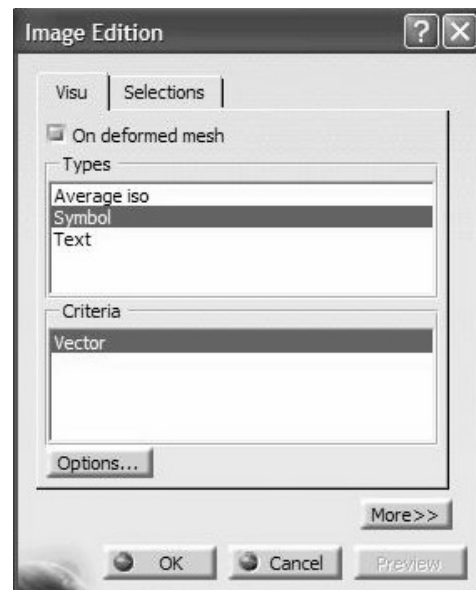 Image Edition
Visu Selections
On deformed mesh
Types
Average iso
Symbol
Text
Criteria
Vector
Options...
More>>
OK Cancel Preview